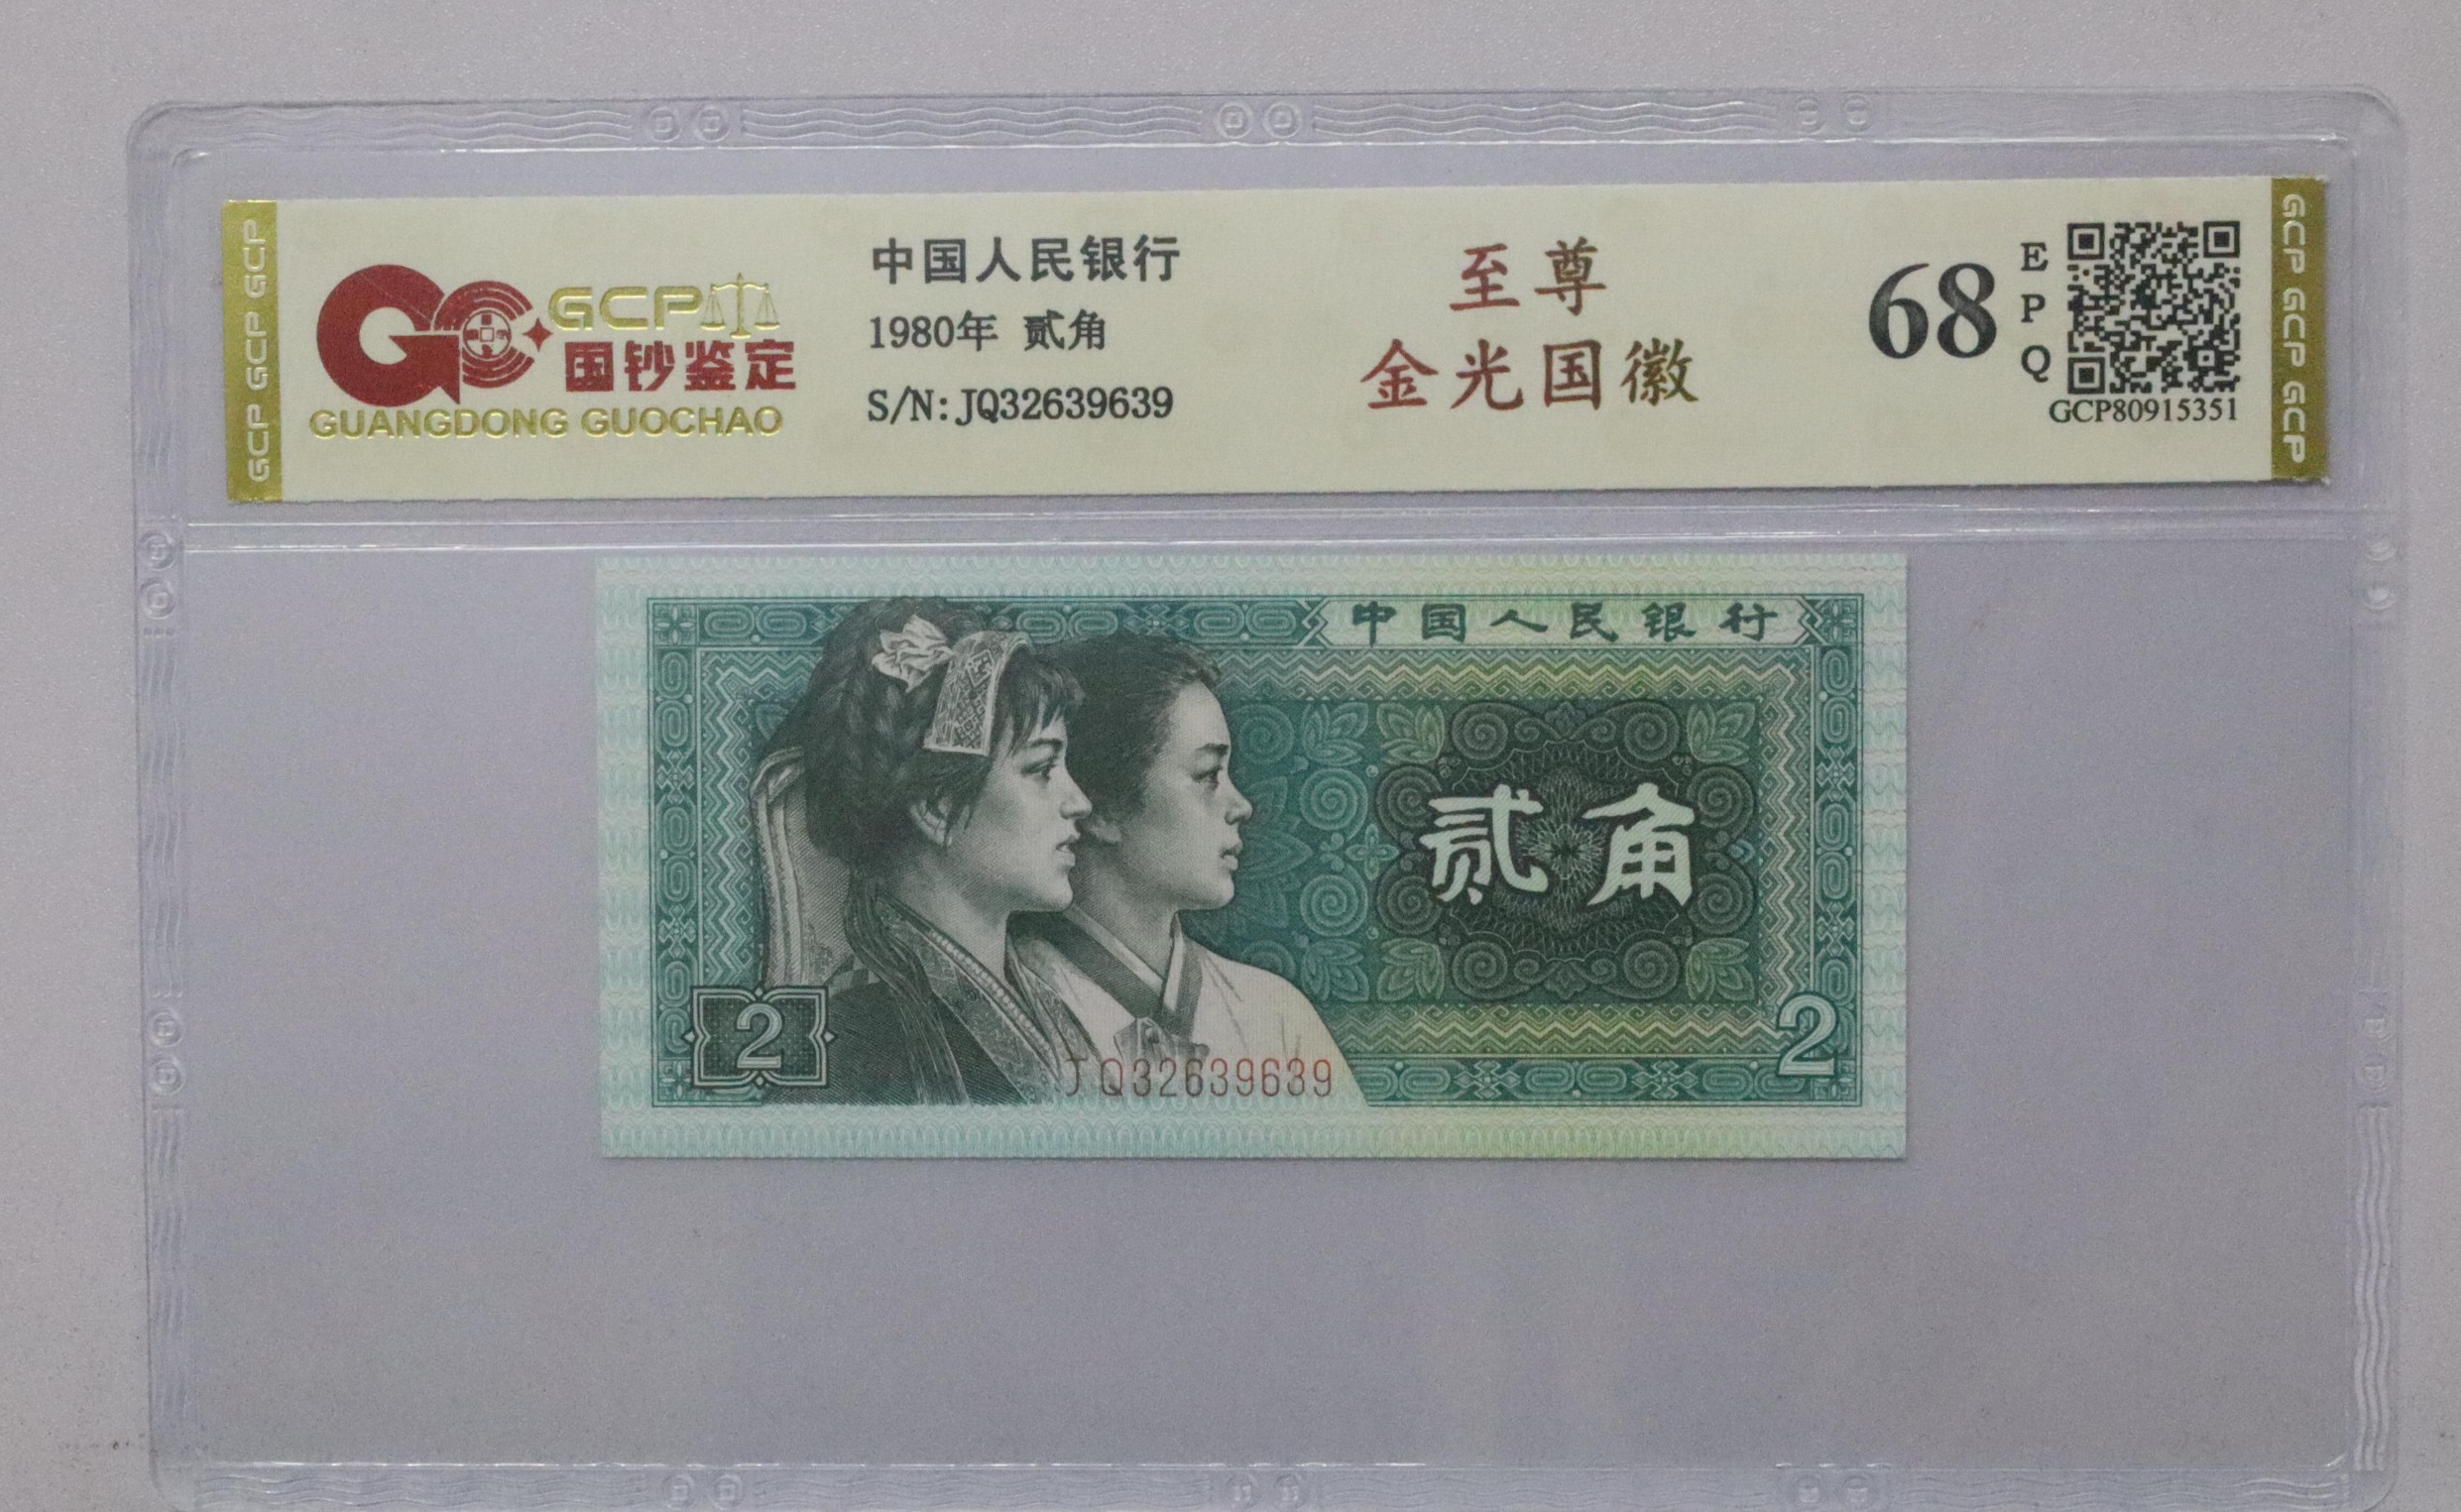 GCP GCP GCP
GCP
国钞鉴定
GUANGDONG GUOCHAO
中国人民银行
1980年 贰角
S/N:JQ32639639
至尊
金光国徽
68
E
P
Q
GCP80915351
GCP GCP GCP
中国人民银行
贰角
2
JQ32639639
2